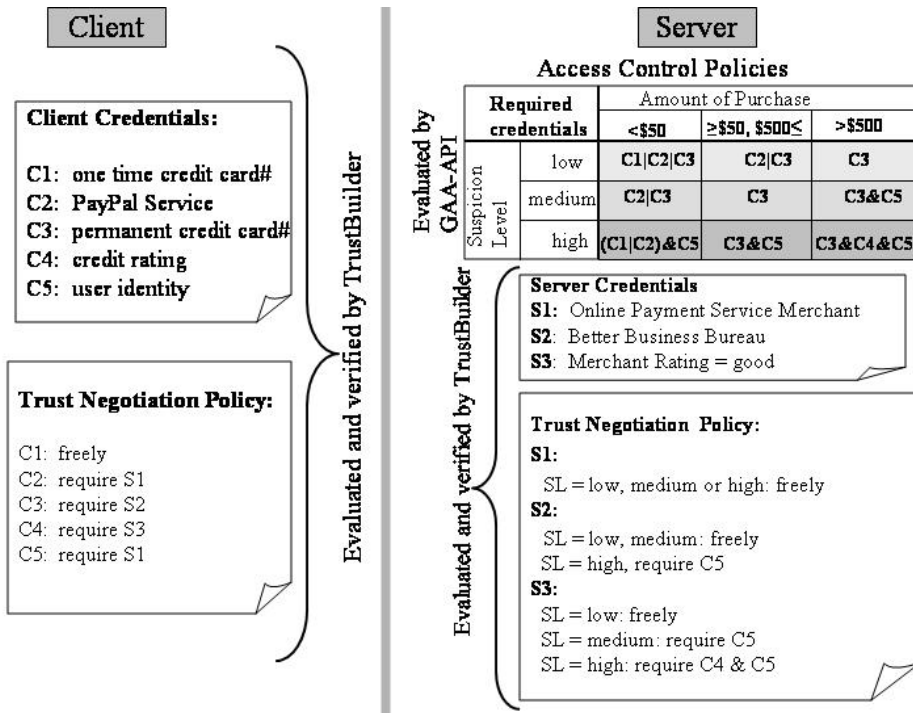 Client
Client Credentials:
C1: one time credit card#
C2: PayPal Service
C3: permanent credit card#
C4: credit rating
C5: user identity
Trust Negotiation Policy:
C1: freely
C2: require S1
C3: require S2
C4: require S3
C5: require S1
Evaluated and verified by TrustBuilder
Server
Access Control Policies
Evaluated by
GAA-API
Required
credentials
Amount of Purchase
<$50 ≥$50, $500≤ >$500
Suspicion
Level
low C1|C2|C3 C2|C3 C3
medium C2|C3 C3 C3&C5
high (C1|C2)&C5 C3&C5 C3&C4&C5
Evaluated and verified by TrustBuilder
Server Credentials
S1: Online Payment Service Merchant
S2: Better Business Bureau
S3: Merchant Rating = good
Trust Negotiation Policy:
S1:
SL = low, medium or high: freely
S2:
SL = low, medium: freely
SL = high, require C5
S3:
SL = low: freely
SL = medium: require C5
SL = high: require C4 & C5